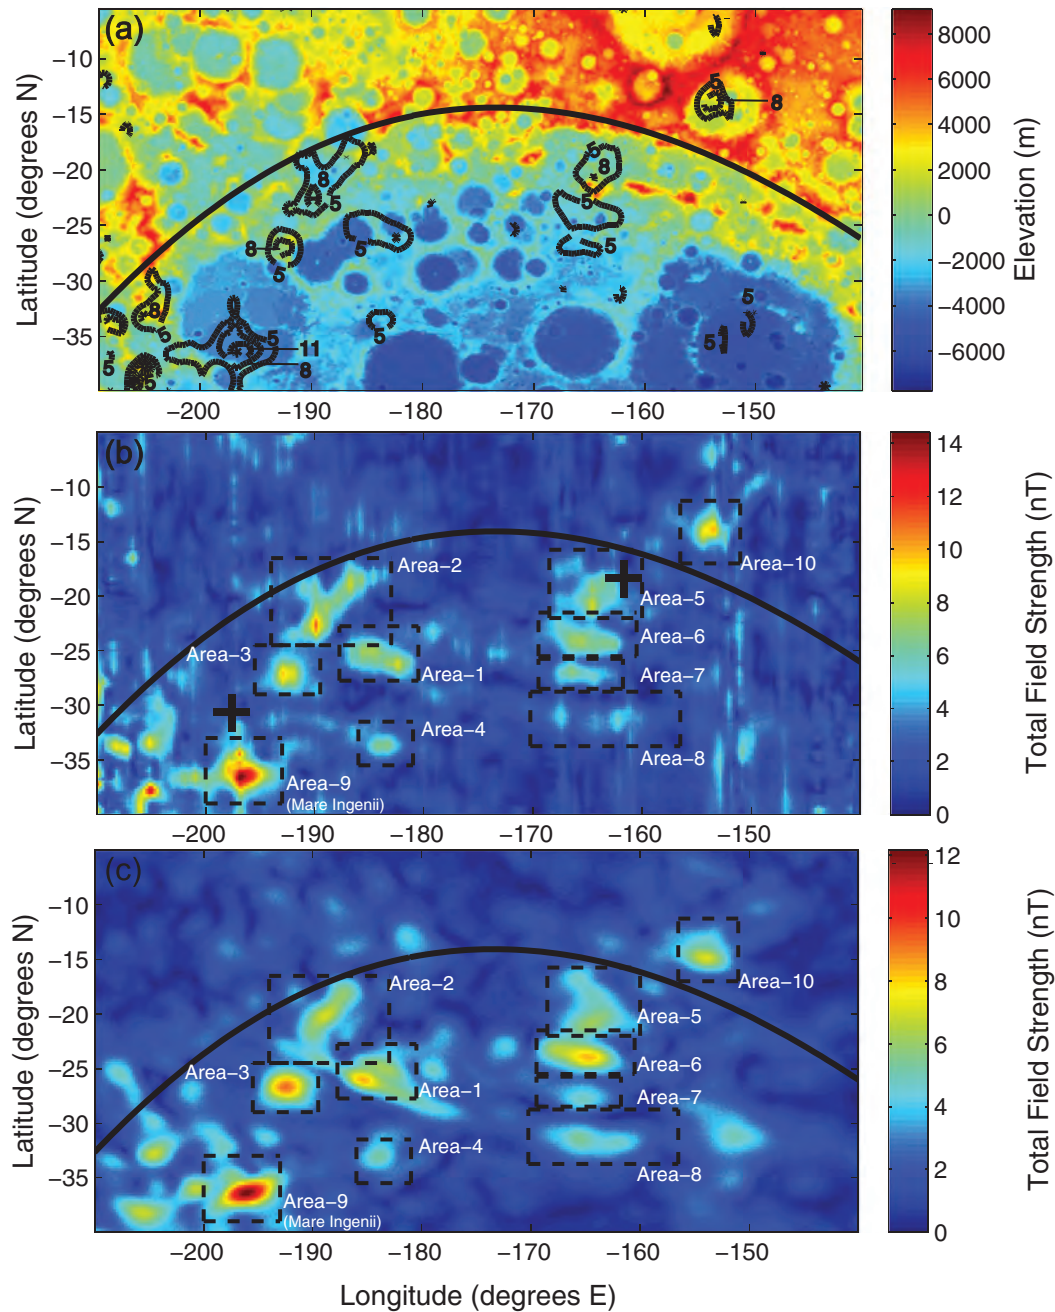 (a)
Latitude (degrees N)
−10
−15
−20
−25
−30
−35
5
8
5
8
5
8
5
5
8
5
5
5
8
5
5
11
8
5
5
5
5
−200
−190
−180
−170
−160
−150
8000
6000
4000
2000
0
−2000
−4000
−6000
Elevation (m)
(b)
Latitude (degrees N)
−10
−15
−20
−25
−30
−35
Area−2
Area−10
Area−5
Area−3
Area−6
Area−1
Area−7
Area−4
Area−8
Area−9
(Mare Ingenii)
−200
−190
−180
−170
−160
−150
14
12
10
8
6
4
2
0
Total Field Strength (nT)
(c)
Latitude (degrees N)
−10
−15
−20
−25
−30
−35
Area−2
Area−10
Area−5
Area−3
Area−6
Area−1
Area−7
Area−4
Area−8
Area−9
(Mare Ingenii)
−200
−190
−180
−170
−160
−150
Longitude (degrees E)
12
10
8
6
4
2
0
Total Field Strength (nT)